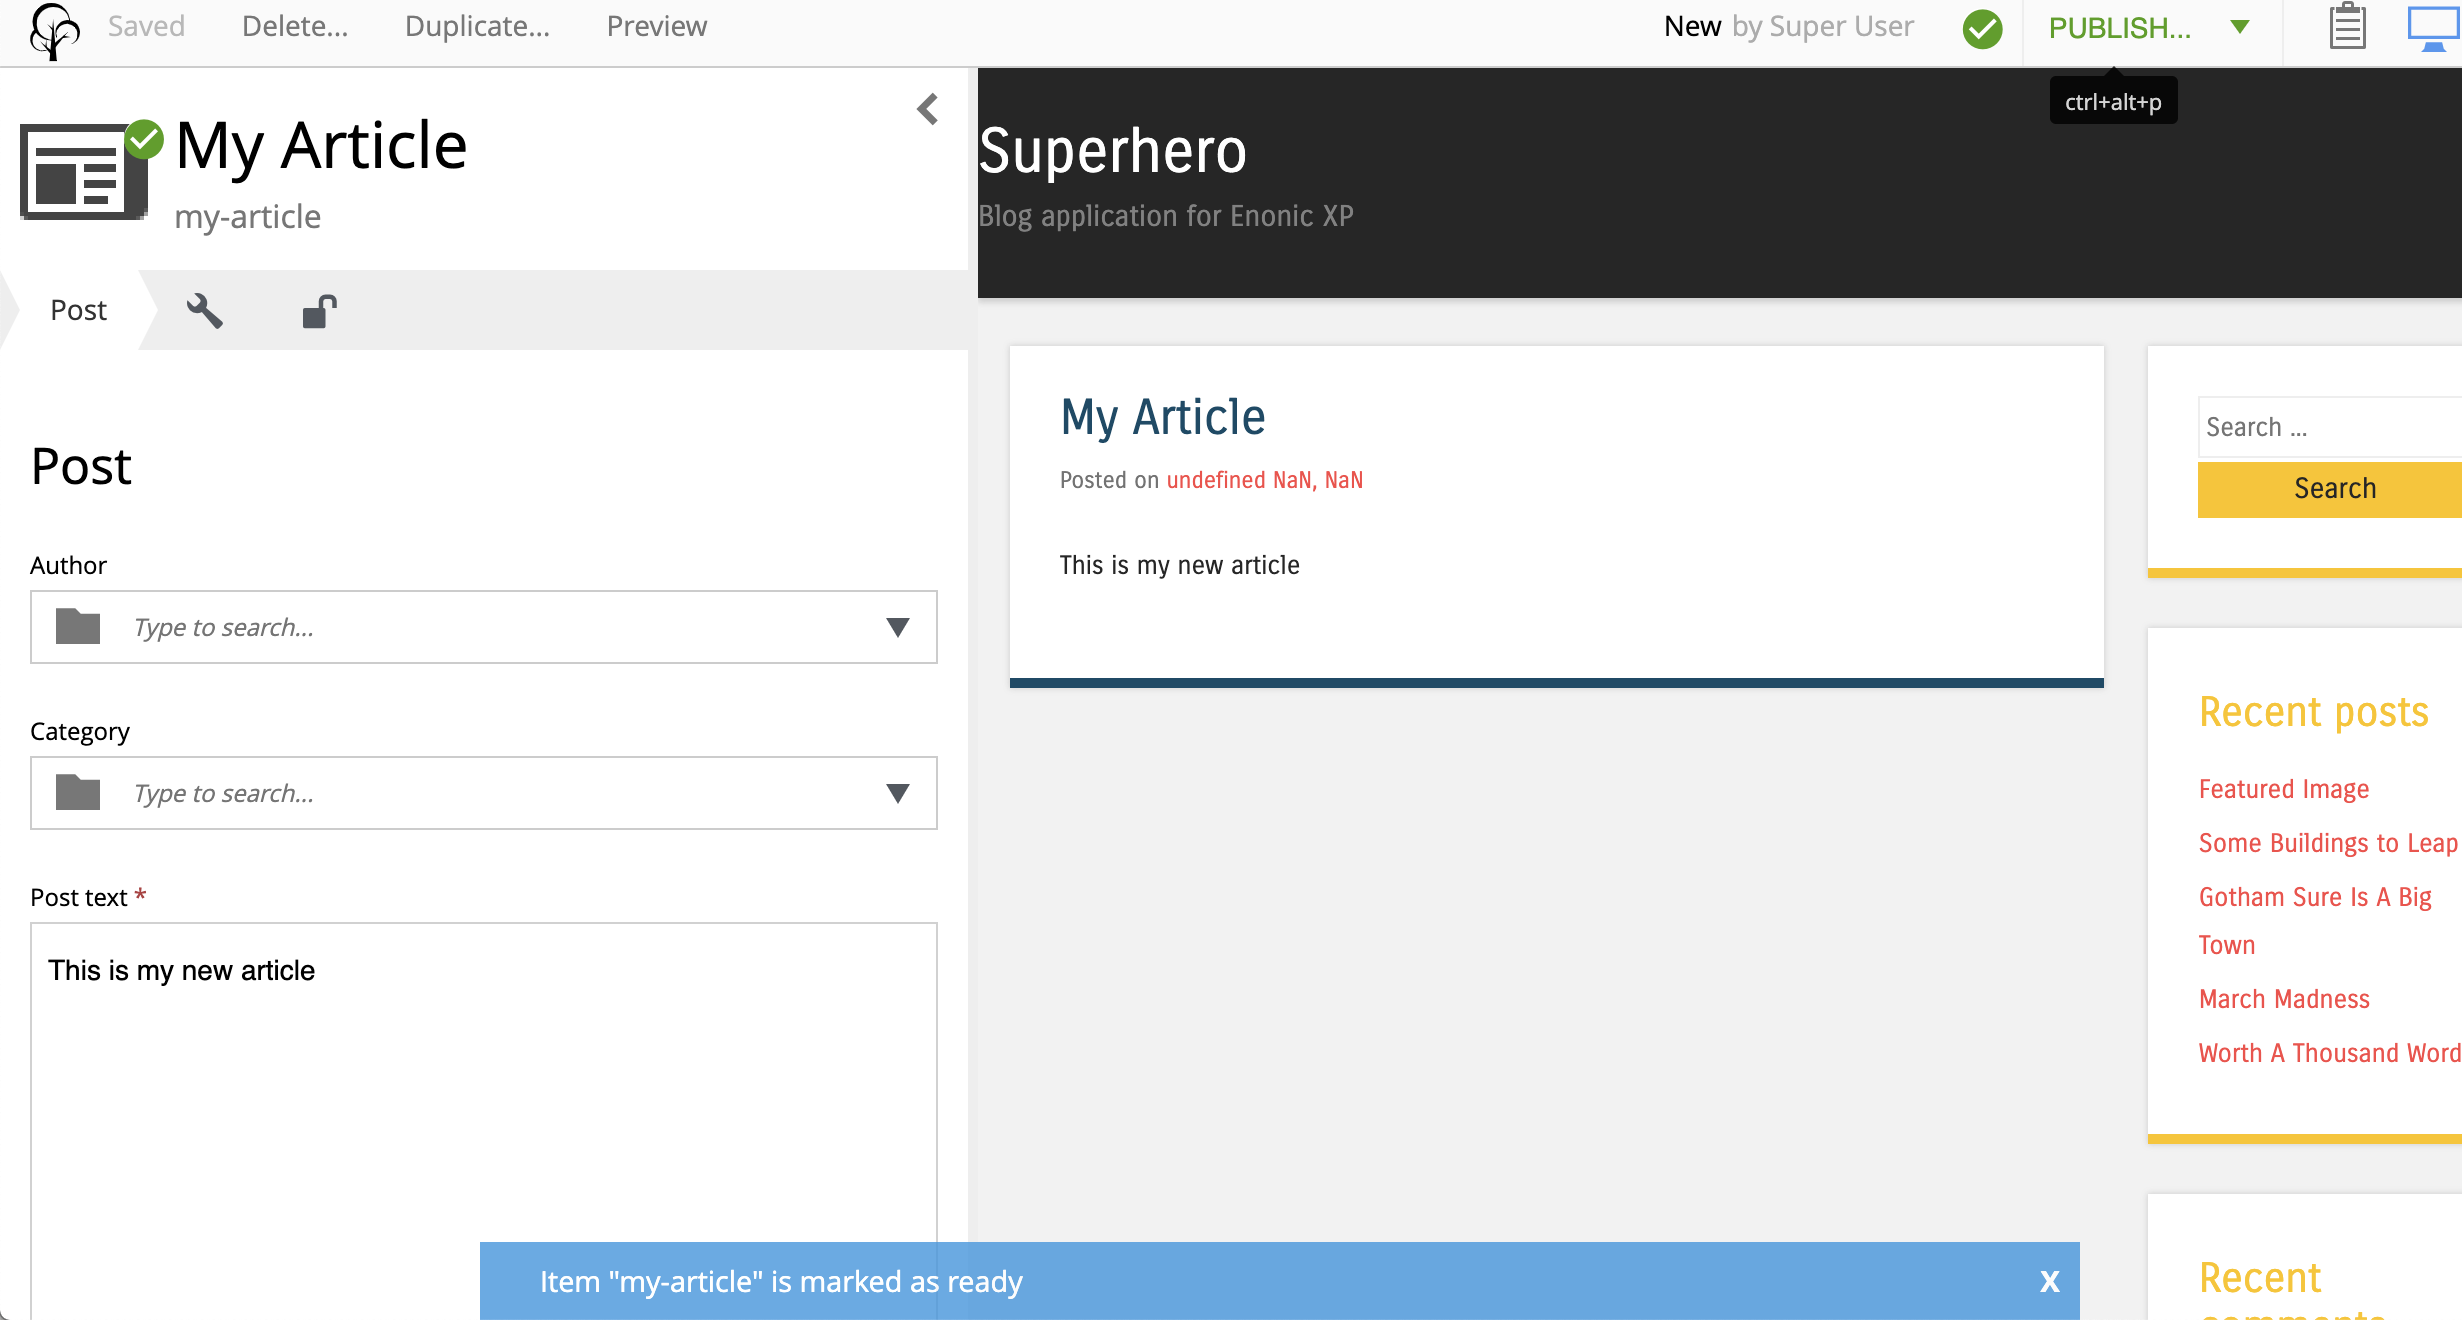 Saved Delete... Duplicate... Preview New by Super User PUBLISH...
ctrl+alt+p
My Article
my-article
Post
Post
Author
Type to search...
Category
Type to search...
Post text *
This is my new article
Superhero
Blog application for Enonic XP
My Article
Posted on undefined NaN, NaN
This is my new article
Search ...
Search
Recent posts
Featured Image
Some Buildings to Leap
Gotham Sure Is A Big
Town
March Madness
Worth A Thousand Word
Recent
comments
Item "my-article" is marked as ready X